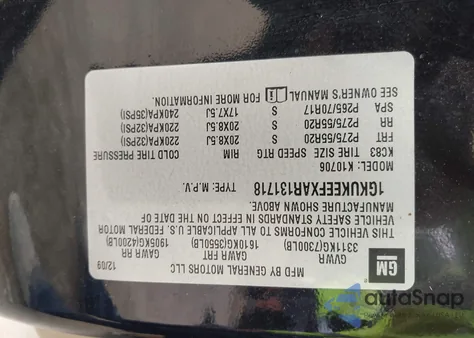 GM
MFD BY GENERAL MOTORS LLC 12/09
GVWR GAWR FRT GAWR RR
3311KG(7300LB) 1610KG(3550LB) 1905KG(4200LB)
THIS VEHICLE CONFORMS TO ALL APPLICABLE U.S. FEDERAL MOTOR
VEHICLE SAFETY STANDARDS IN EFFECT ON THE DATE OF
MANUFACTURE SHOWN ABOVE.
1GKUKEEFXAR131718 TYPE: M.P.V.
MODEL: K10706
KCB3 TIRE SIZE SPEED RTG RIM COLD TIRE PRESSURE
FRT P275/55R20 S 20X8.5J 220KPA(32PSI)
RR P275/55R20 S 20X8.5J 220KPA(32PSI)
SPA P265/70R17 S 17X7.5J 240KPA(35PSI)
SEE OWNER'S MANUAL FOR MORE INFORMATION.
AutoSnap